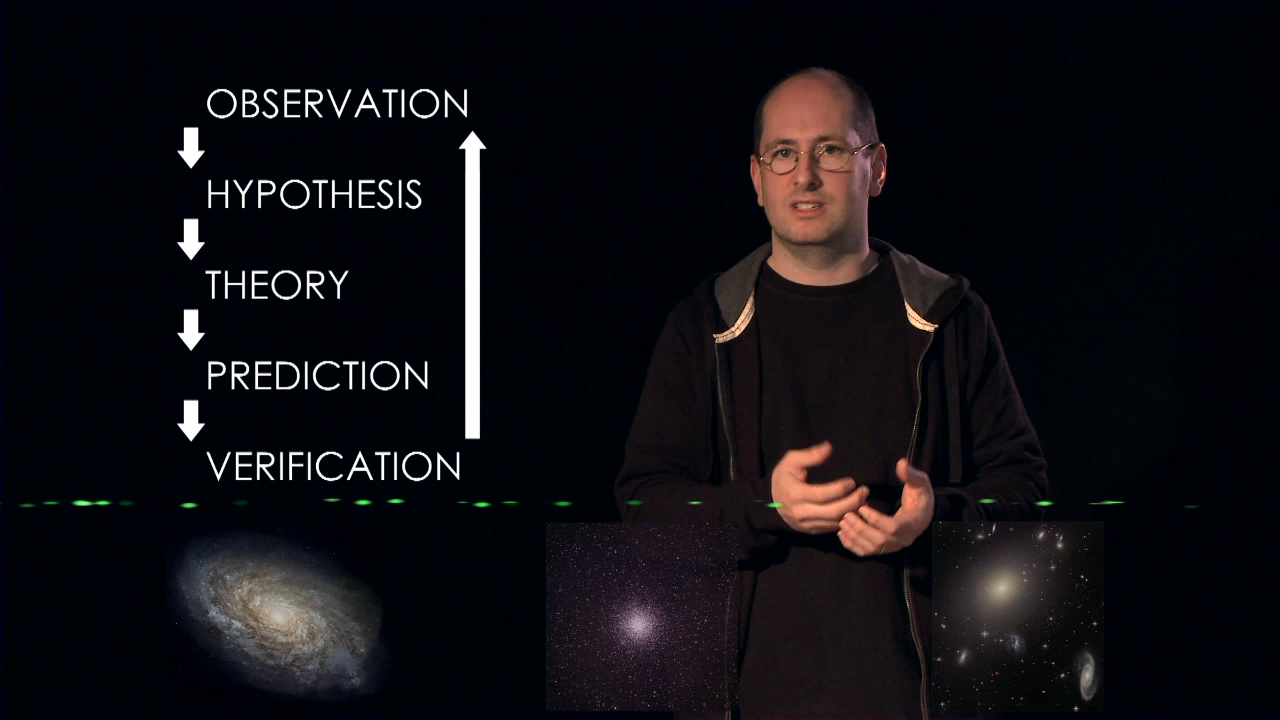 OBSERVATION
HYPOTHESIS
THEORY
PREDICTION
VERIFICATION